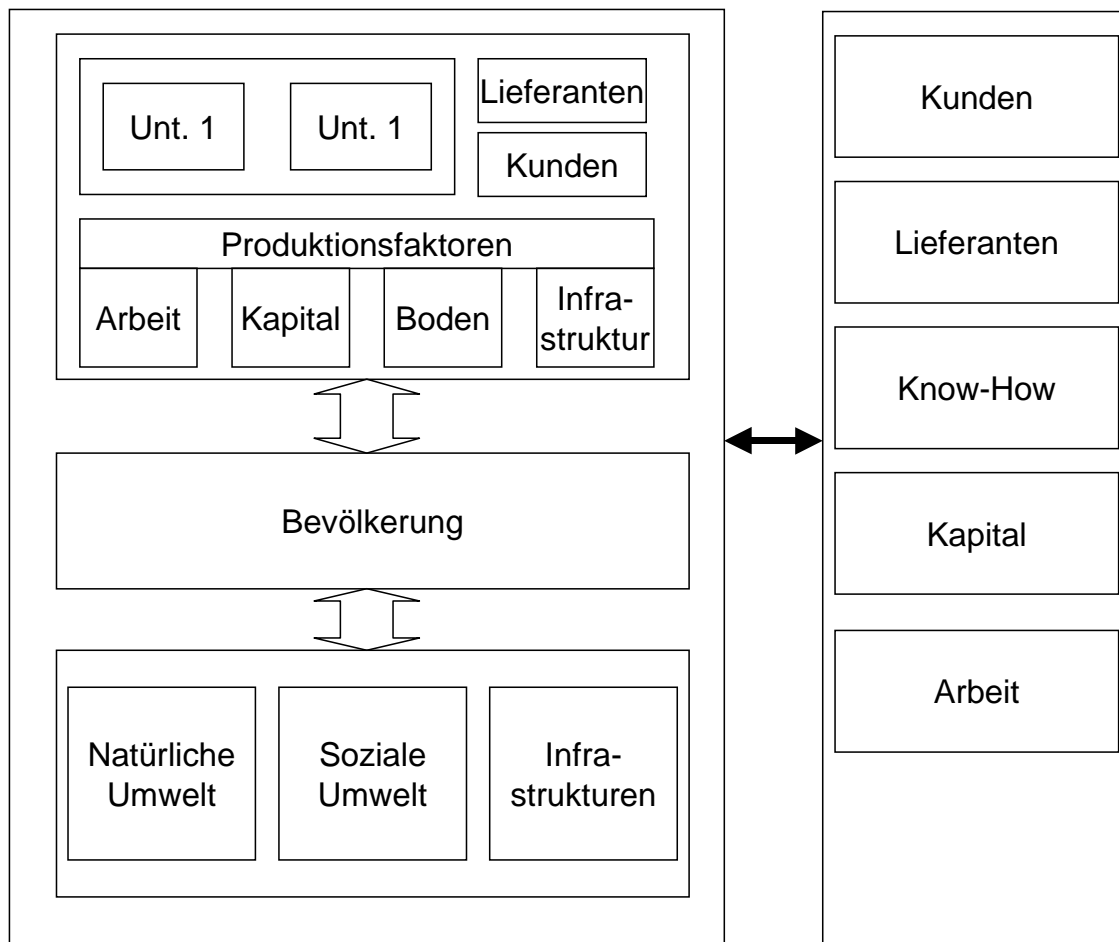 Unt. 1
Unt. 1
Lieferanten
Kunden
Produktionsfaktoren
Arbeit
Kapital
Boden
Infra-
struktur
Bevölkerung
Natürliche
Umwelt
Soziale
Umwelt
Infra-
strukturen
Kunden
Lieferanten
Know-How
Kapital
Arbeit